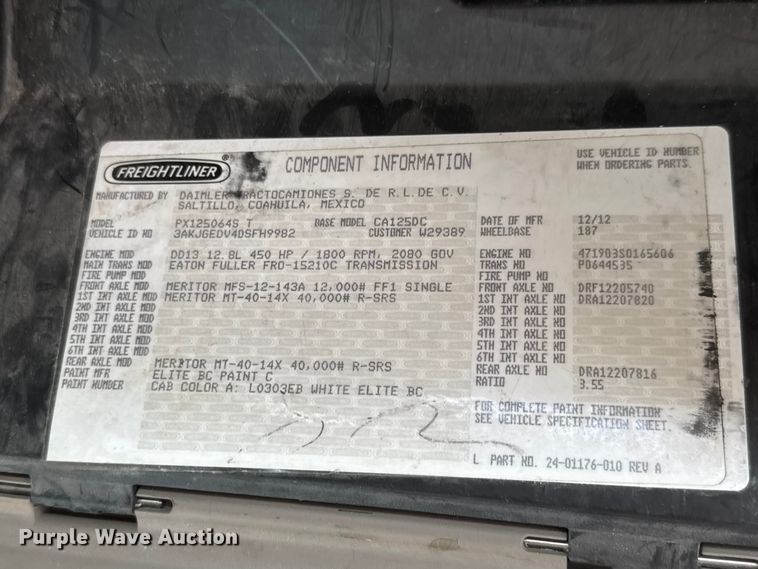 FREIGHTLINER®
COMPONENT INFORMATION
USE VEHICLE ID NUMBER
WHEN ORDERING PARTS.
MANUFACTURED BY DAIMLER TRACTOCAMIONES S. DE R.L.DE C.V.
SALTILLO, COAHUILA, MEXICO
MODEL PX125064S T BASE MODEL CA125DC DATE OF MFR 12/12
VEHICLE ID NO 3AKJGEDV4DSFH9982 CUSTOMER W29389 WHEELBASE 187
ENGINE MOD DD13 12.8L 450 HP / 1800 RPM, 2080 GOV ENGINE NO 471903S0165606
MAIN TRANS MOD EATON FULLER FRO-15210C TRANSMISSION TRANS NO P0644535
FIRE PUMP MOD FIRE PUMP NO
FRONT AXLE MOD MERITOR MFS-12-143A 12,000# FF1 SINGLE FRONT AXLE NO DRF12205740
1ST INT AXLE MOD MERITOR MT-40-14X 40,000# R-SRS 1ST INT AXLE NO DRA12207820
2ND INT AXLE MOD 2ND INT AXLE NO
3RD INT AXLE MOD 3RD INT AXLE NO
4TH INT AXLE MOD 4TH INT AXLE NO
5TH INT AXLE MOD 5TH INT AXLE NO
6TH INT AXLE MOD 6TH INT AXLE NO
REAR AXLE MOD MERITOR MT-40-14X 40,000# R-SRS REAR AXLE NO DRA12207816
PAINT MFR ELITE BC PAINT C RATIO 3.55
PAINT NUMBER CAB COLOR A: L0303EB WHITE ELITE BC
FOR COMPLETE PAINT INFORMATION
SEE VEHICLE SPECIFICATION SHEET.
L PART NO. 24-01176-010 REV A
Purple Wave Auction